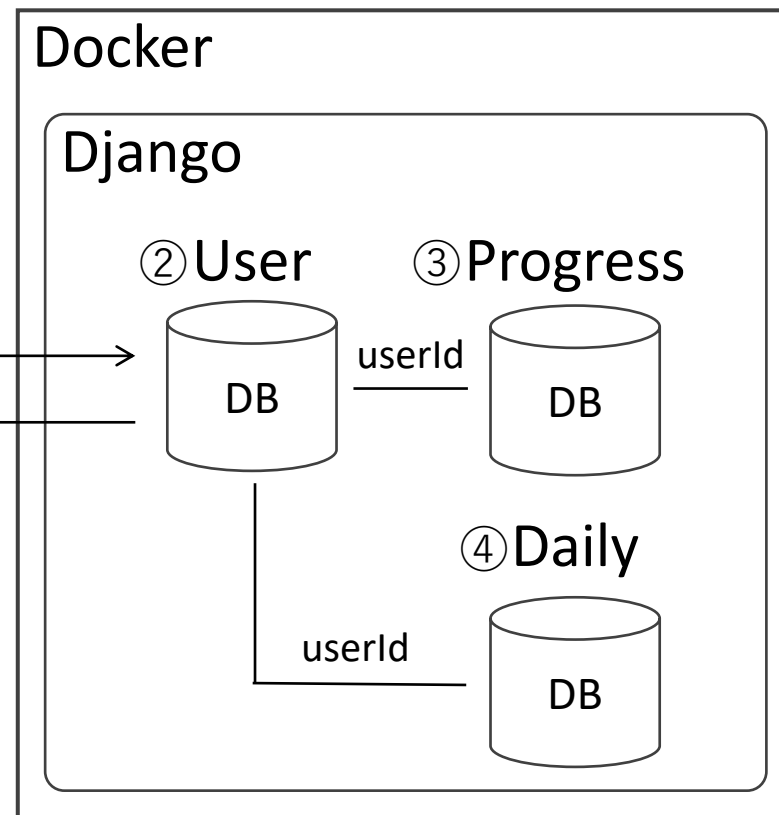 Docker
Django
②User
③Progress
userId
DB
DB
④Daily
userId
DB